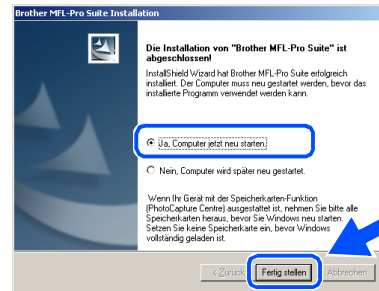 Brother MFL-Pro Suite Installation
Die Installation von "Brother MFL-Pro Suite" ist
abgeschlossen!
InstallShield Wizard hat Brother MFL-Pro Suite erfolgreich
installiert. Der Computer muss neu gestartet werden, bevor das
installierte Programm verwendet werden kann.
Ja, Computer jetzt neu starten.
Nein, Computer wird später neu gestartet.
Wenn Ihr Gerät mit der Speicherkarten-Funktion
(PhotoCapture Centre) ausgestattet ist, nehmen Sie bitte alle
Speicherkarten heraus, bevor Sie Windows neu starten.
Setzen Sie keine Speicherkarte ein, bevor Windows
vollständig geladen ist.
< Zurück Fertig stellen Abbrechen